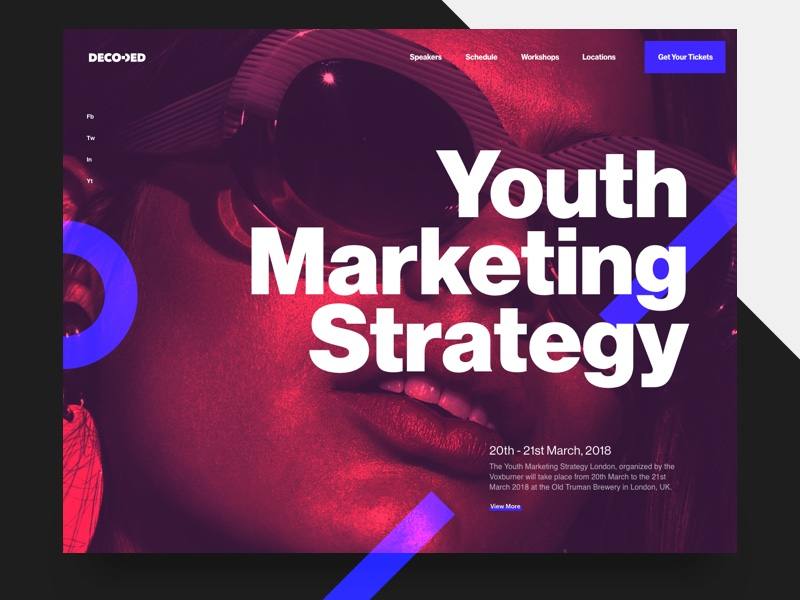 DECODED
Speakers
Schedule
Workshops
Locations
Get Your Tickets
Fb
Tw
In
Yt
Youth
Marketing
Strategy
20th - 21st March, 2018
The Youth Marketing Strategy London, organized by the
Voxburner will take place from 20th March to the 21st
March 2018 at the Old Truman Brewery in London, UK.
View More